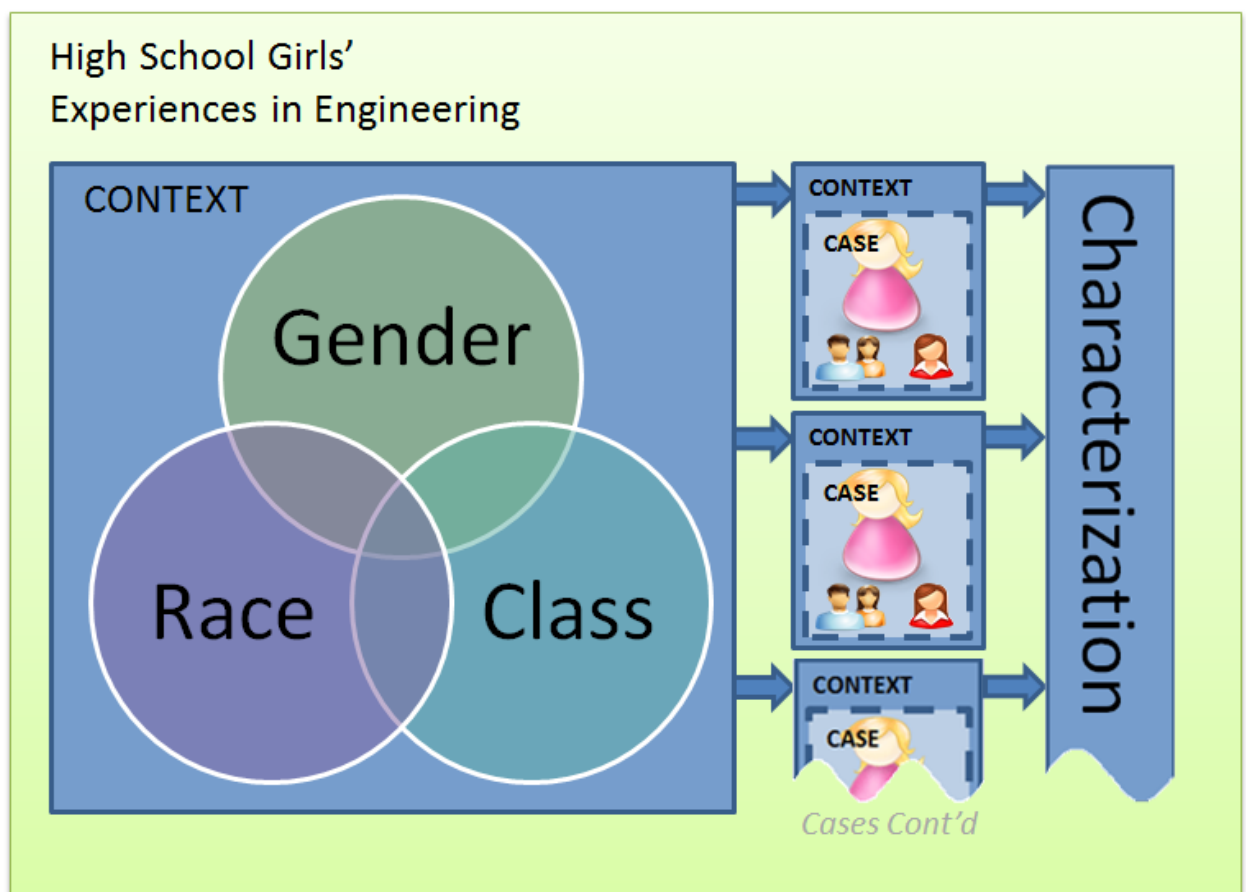 High School Girls'
Experiences in Engineering
CONTEXT
Gender
Race
Class
CONTEXT
CASE
CONTEXT
CASE
CONTEXT
CASE
Cases Cont'd
Characterization